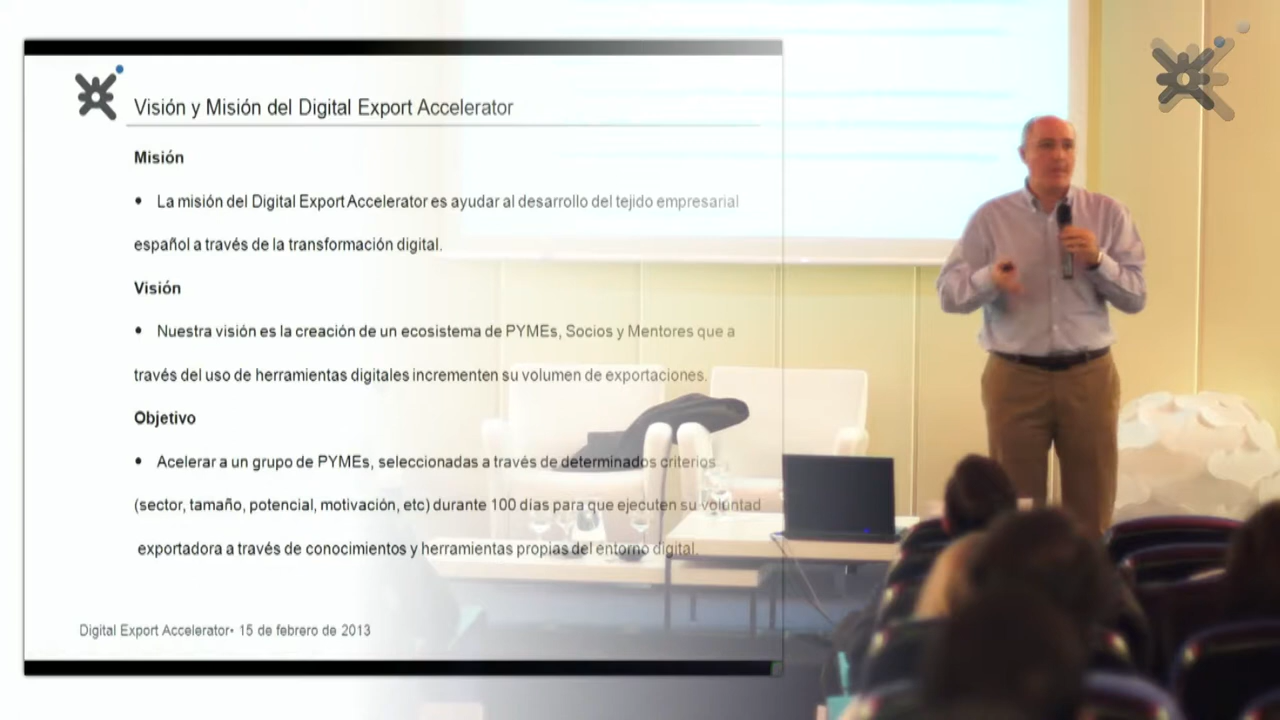 Visión y Misión del Digital Export Accelerator
Misión
• La misión del Digital Export Accelerator es ayudar al desarrollo del tejido empresarial
español a través de la transformación digital.
Visión
• Nuestra visión es la creación de un ecosistema de PYMEs, Socios y Mentores que a
través del uso de herramientas digitales incrementen su volumen de exportaciones.
Objetivo
• Acelerar a un grupo de PYMEs, seleccionadas a través de determinados criterios
(sector, tamaño, potencial, motivación, etc) durante 100 días para que ejecuten su voluntad
exportadora a través de conocimientos y herramientas propias del entorno digital.
Digital Export Accelerator• 15 de febrero de 2013